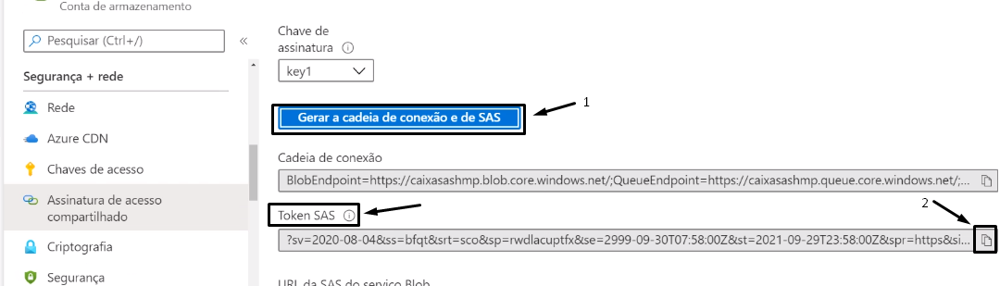 Conta de armazenamento
Pesquisar (Ctrl+/)
«
Segurança + rede
Rede
Azure CDN
Chaves de acesso
Assinatura de acesso
compartilhado
Criptografia
Segurança
Chave de
assinatura
key1
Gerar a cadeia de conexão e de SAS
1
Cadeia de conexão
BlobEndpoint=https://caixasashmp.blob.core.windows.net/;QueueEndpoint=https://caixasashmp.queue.core.windows.net/;...
Token SAS
2
?sv=2020-08-04&ss=bfqt&srt=sco&sp=rwdlacuptfx&se=2999-09-30T07:58:00Z&st=2021-09-29T23:58:00Z&spr=https&si...
URL da SAS do serviço Blob